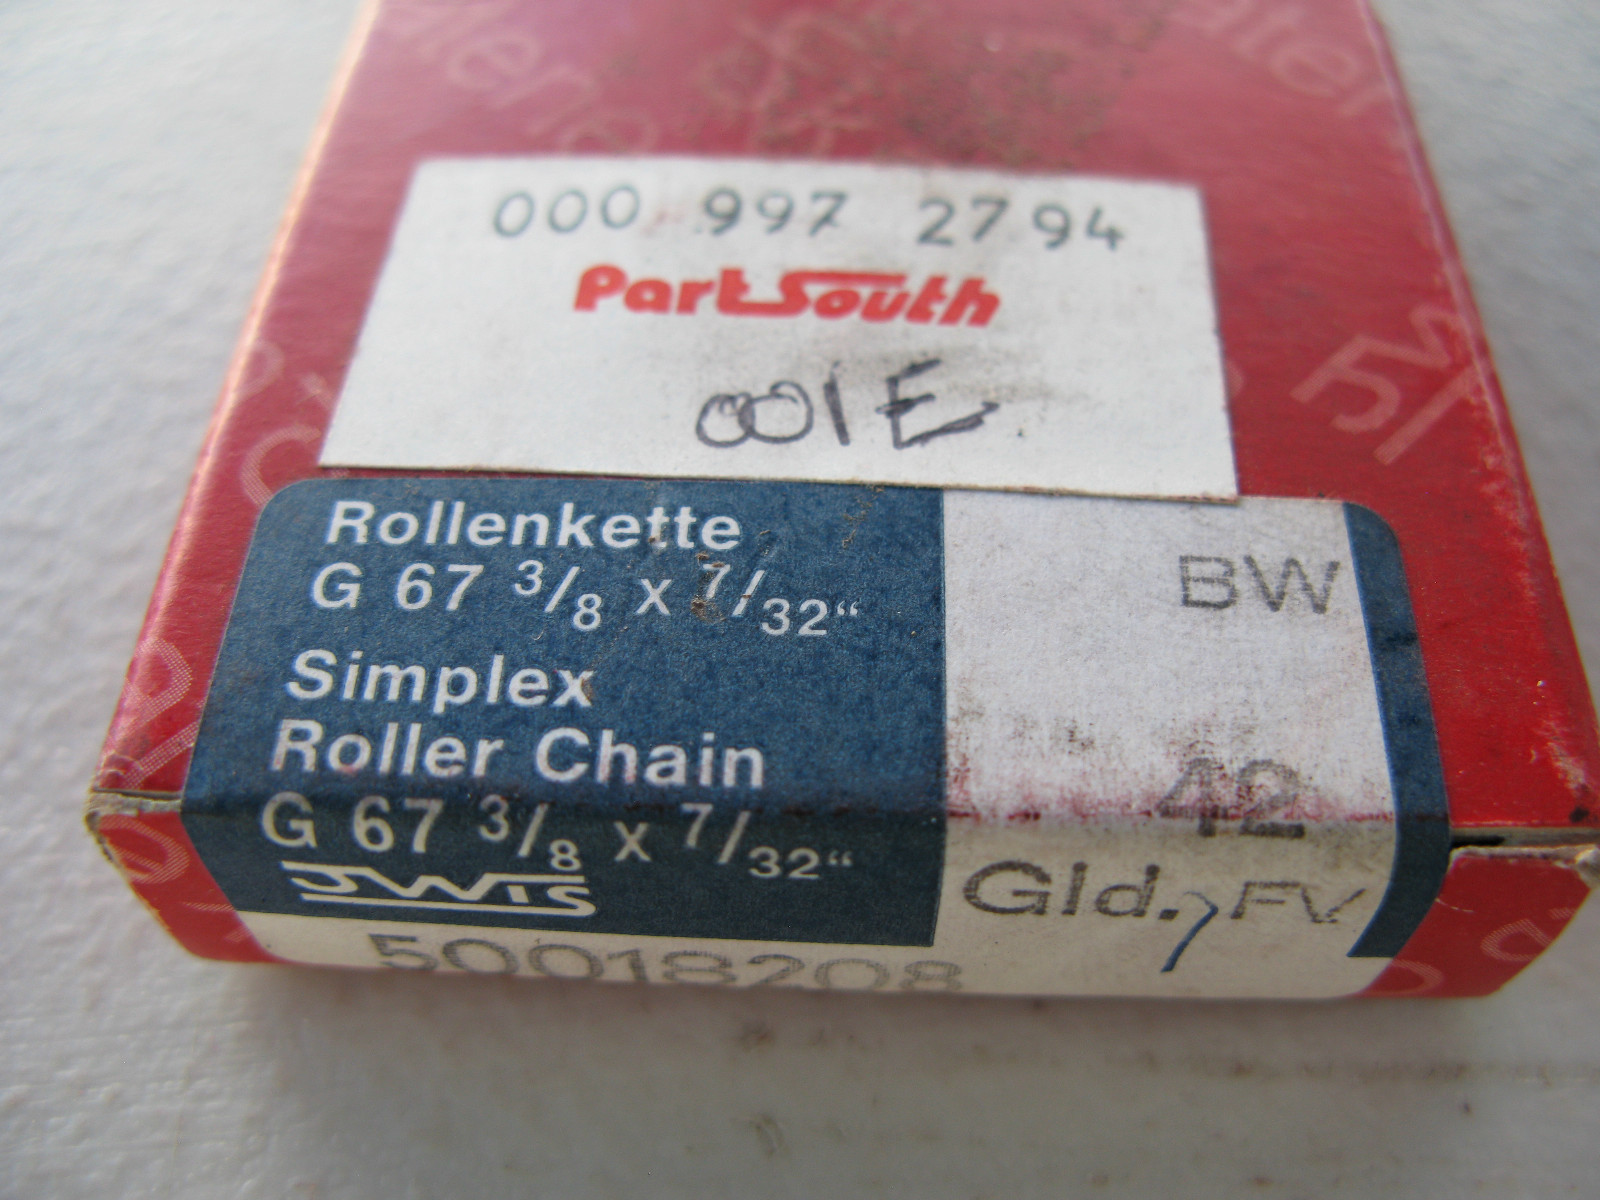 000 997 2794
PartSouth
001E
Rollenkette
G 67 3/8 x 7/32“
Simplex
Roller Chain
G 67 3/8 x 7/32“
JWIS
BW
42
Gld., FV
50018208